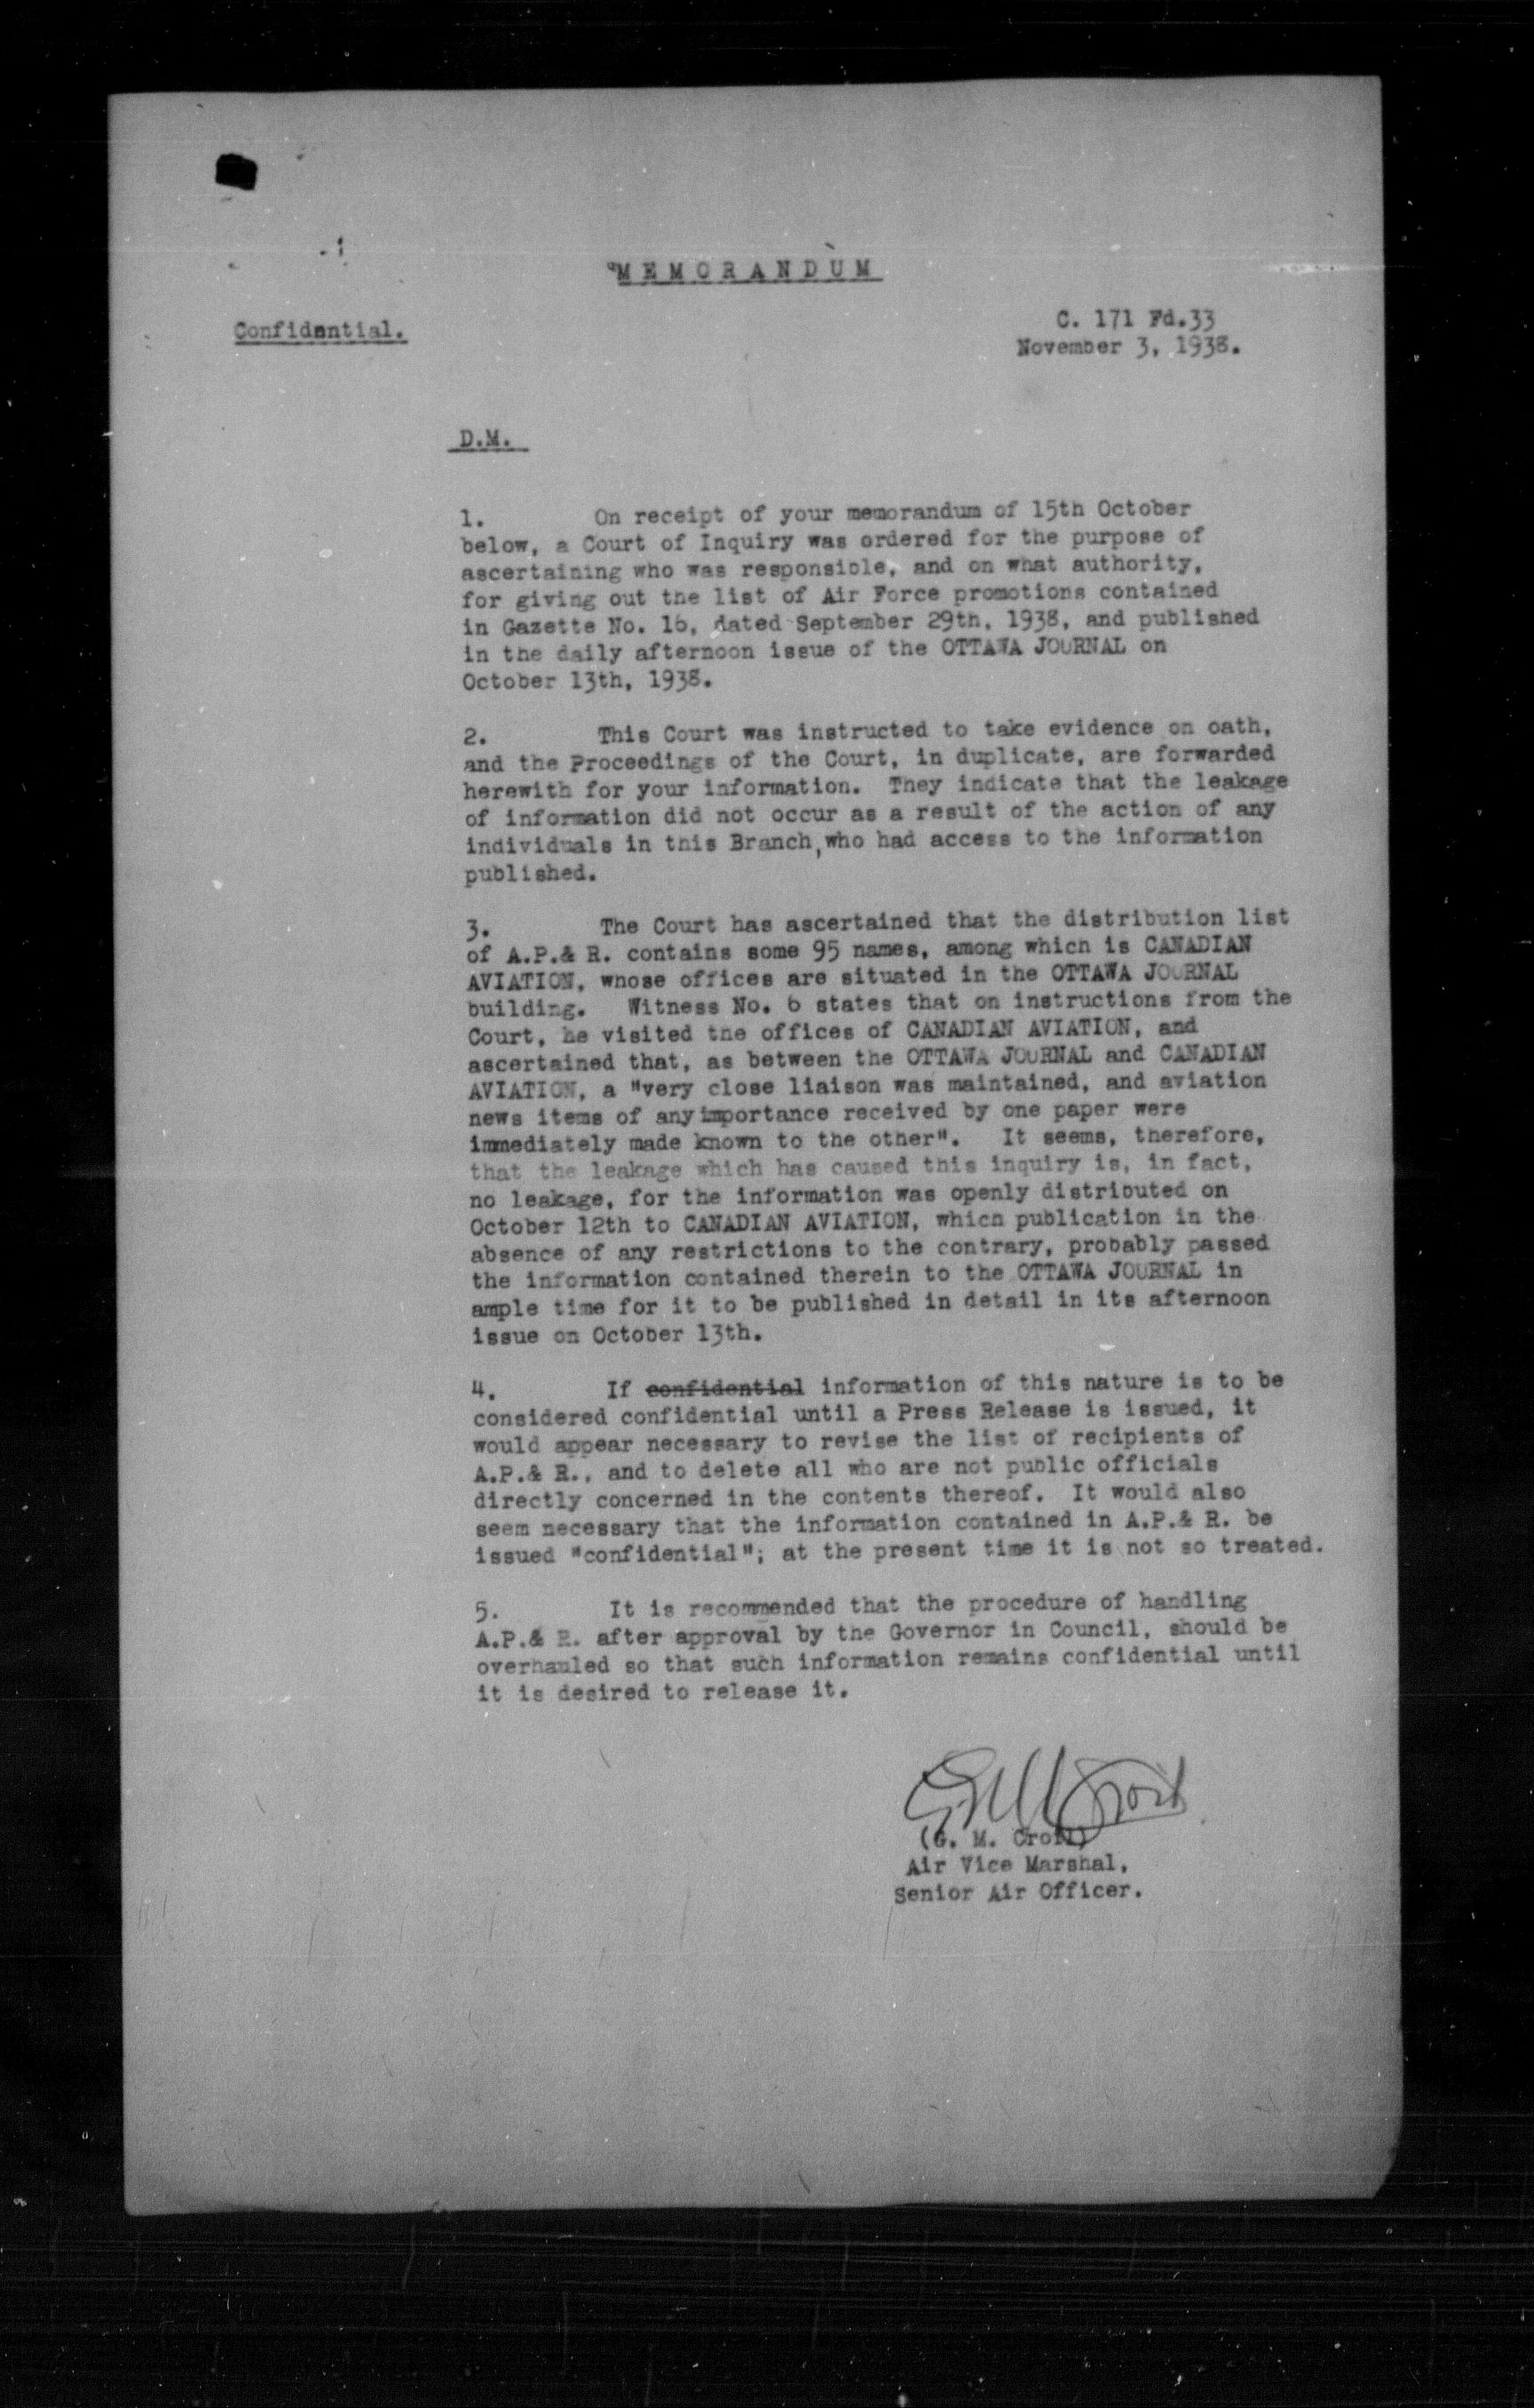 MEMORANDUM
Confidential.
C. 171 Fd.33
November 3, 1938.
D.M.
1. On receipt of your memorandum of 15th October
below, a Court of Inquiry was ordered for the purpose of
ascertaining who was responsible, and on what authority,
for giving out the list of Air Force promotions contained
in Gazette No. 16, dated September 29th, 1938, and published
in the daily afternoon issue of the OTTAWA JOURNAL on
October 13th, 1938.
2. This Court was instructed to take evidence on oath,
and the Proceedings of the Court, in duplicate, are forwarded
herewith for your information. They indicate that the leakage
of information did not occur as a result of the action of any
individuals in this Branch, who had access to the information
published.
3. The Court has ascertained that the distribution list
of A.P.& R. contains some 95 names, among which is CANADIAN
AVIATION, whose offices are situated in the OTTAWA JOURNAL
building. Witness No. 6 states that on instructions from the
Court, he visited the offices of CANADIAN AVIATION, and
ascertained that, as between the OTTAWA JOURNAL and CANADIAN
AVIATION, a "very close liaison was maintained, and aviation
news items of any importance received by one paper were
immediately made known to the other". It seems, therefore,
that the leakage which has caused this inquiry is, in fact,
no leakage, for the information was openly distributed on
October 12th to CANADIAN AVIATION, which publication in the
absence of any restrictions to the contrary, probably passed
the information contained therein to the OTTAWA JOURNAL in
ample time for it to be published in detail in its afternoon
issue on October 13th.
4. If confidential information of this nature is to be
considered confidential until a Press Release is issued, it
would appear necessary to revise the list of recipients of
A.P.& R., and to delete all who are not public officials
directly concerned in the contents thereof. It would also
seem necessary that the information contained in A.P.& R. be
issued "confidential"; at the present time it is not so treated.
5. It is recommended that the procedure of handling
A.P.& R. after approval by the Governor in Council, should be
overhauled so that such information remains confidential until
it is desired to release it.
(G. M. Croil)
Air Vice Marshal,
Senior Air Officer.